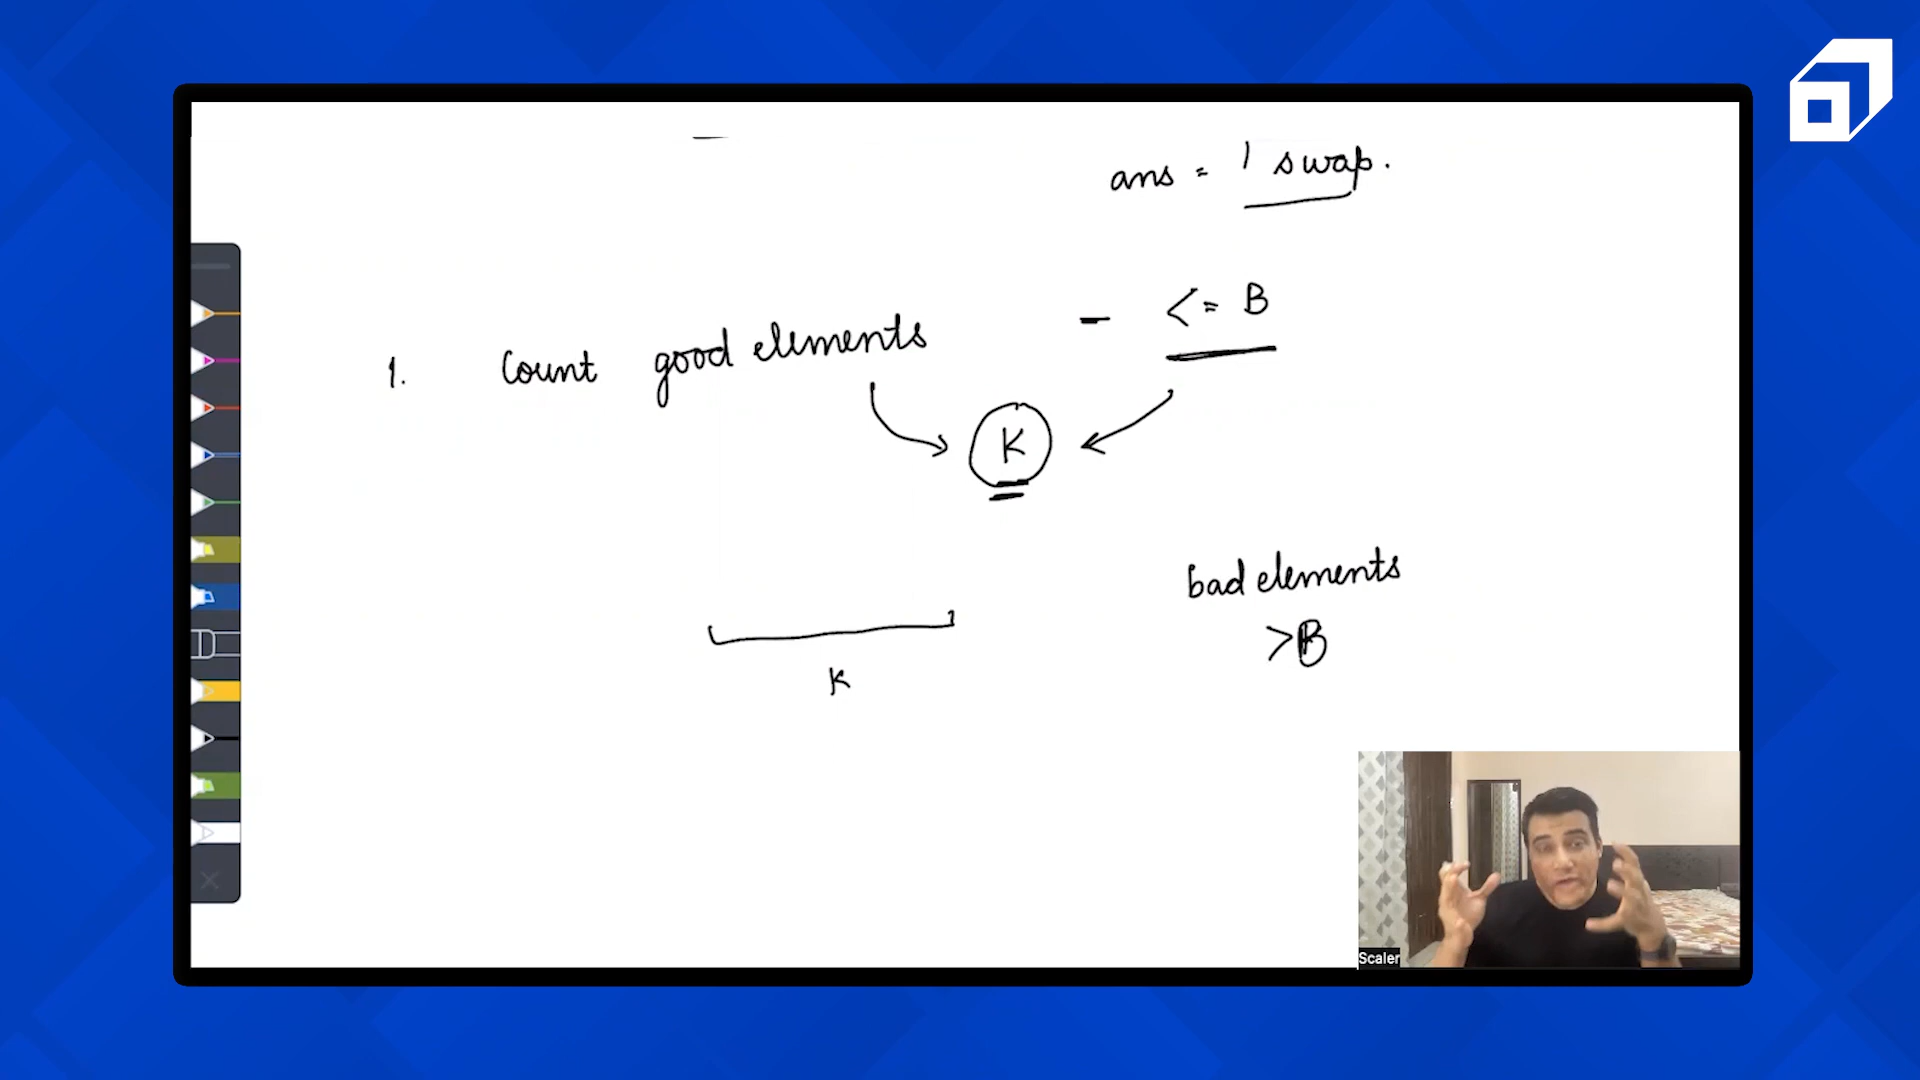 ans = 1 swap.
1. Count good elements - <= B
K
bad elements
>B
K
Scaler